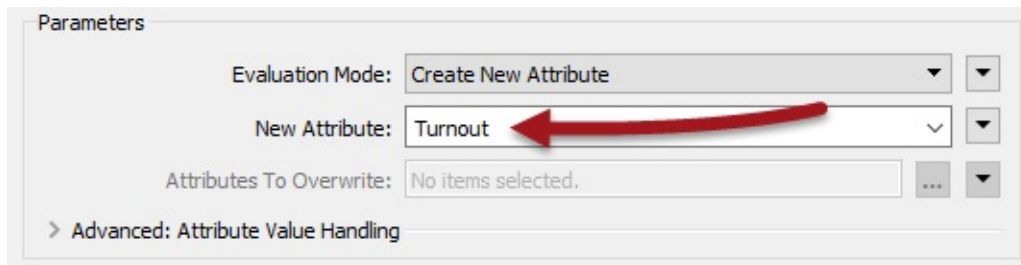 Parameters
Evaluation Mode: Create New Attribute
New Attribute: Turnout
Attributes To Overwrite: No items selected. ...
Advanced: Attribute Value Handling